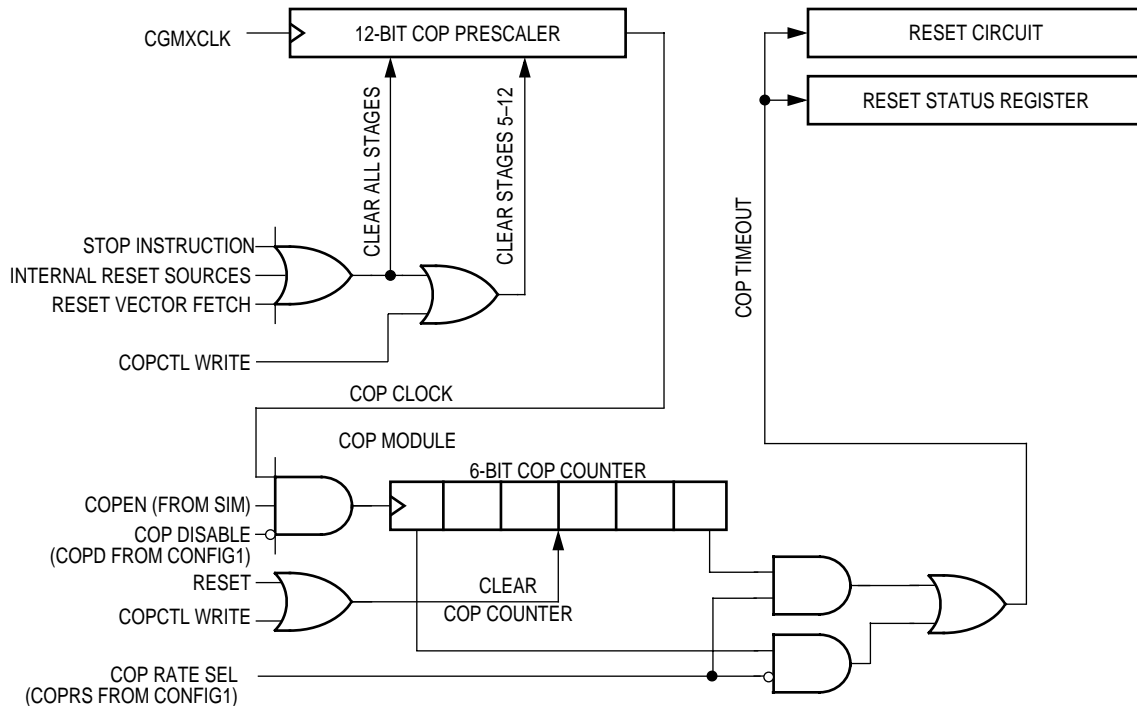 CGMXCLK
12-BIT COP PRESCALER
RESET CIRCUIT
RESET STATUS REGISTER
CLEAR ALL STAGES
CLEAR STAGES 5–12
COP TIMEOUT
STOP INSTRUCTION
INTERNAL RESET SOURCES
RESET VECTOR FETCH
COPCTL WRITE
COP CLOCK
COP MODULE
6-BIT COP COUNTER
COPEN (FROM SIM)
COP DISABLE
(COPD FROM CONFIG1)
RESET
COPCTL WRITE
CLEAR
COP COUNTER
COP RATE SEL
(COPRS FROM CONFIG1)